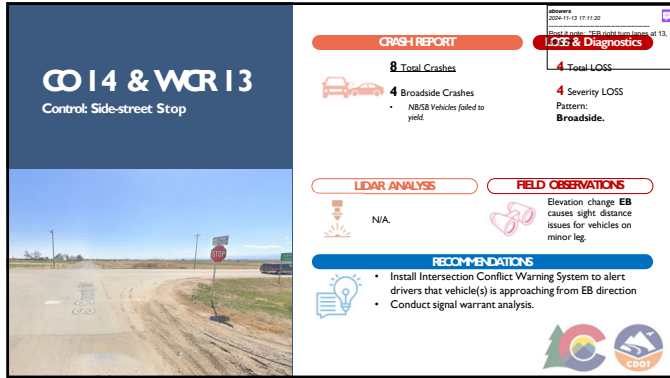 CO 14 & WCR 13
Control: Side-street Stop
CRASH REPORT
8 Total Crashes
4 Broadside Crashes
• NB/SB Vehicles failed to
yield.
abowers
2024-11-13 17:11:20
Post it note: "EB right turn lanes at 13,
LOSS & Diagnostics
4 Total LOSS
4 Severity LOSS
Pattern:
Broadside.
LIDAR ANALYSIS
N/A.
FIELD OBSERVATIONS
Elevation change EB
causes sight distance
issues for vehicles on
minor leg.
RECOMMENDATIONS
• Install Intersection Conflict Warning System to alert
drivers that vehicle(s) is approaching from EB direction
• Conduct signal warrant analysis.
STOP
CDOT